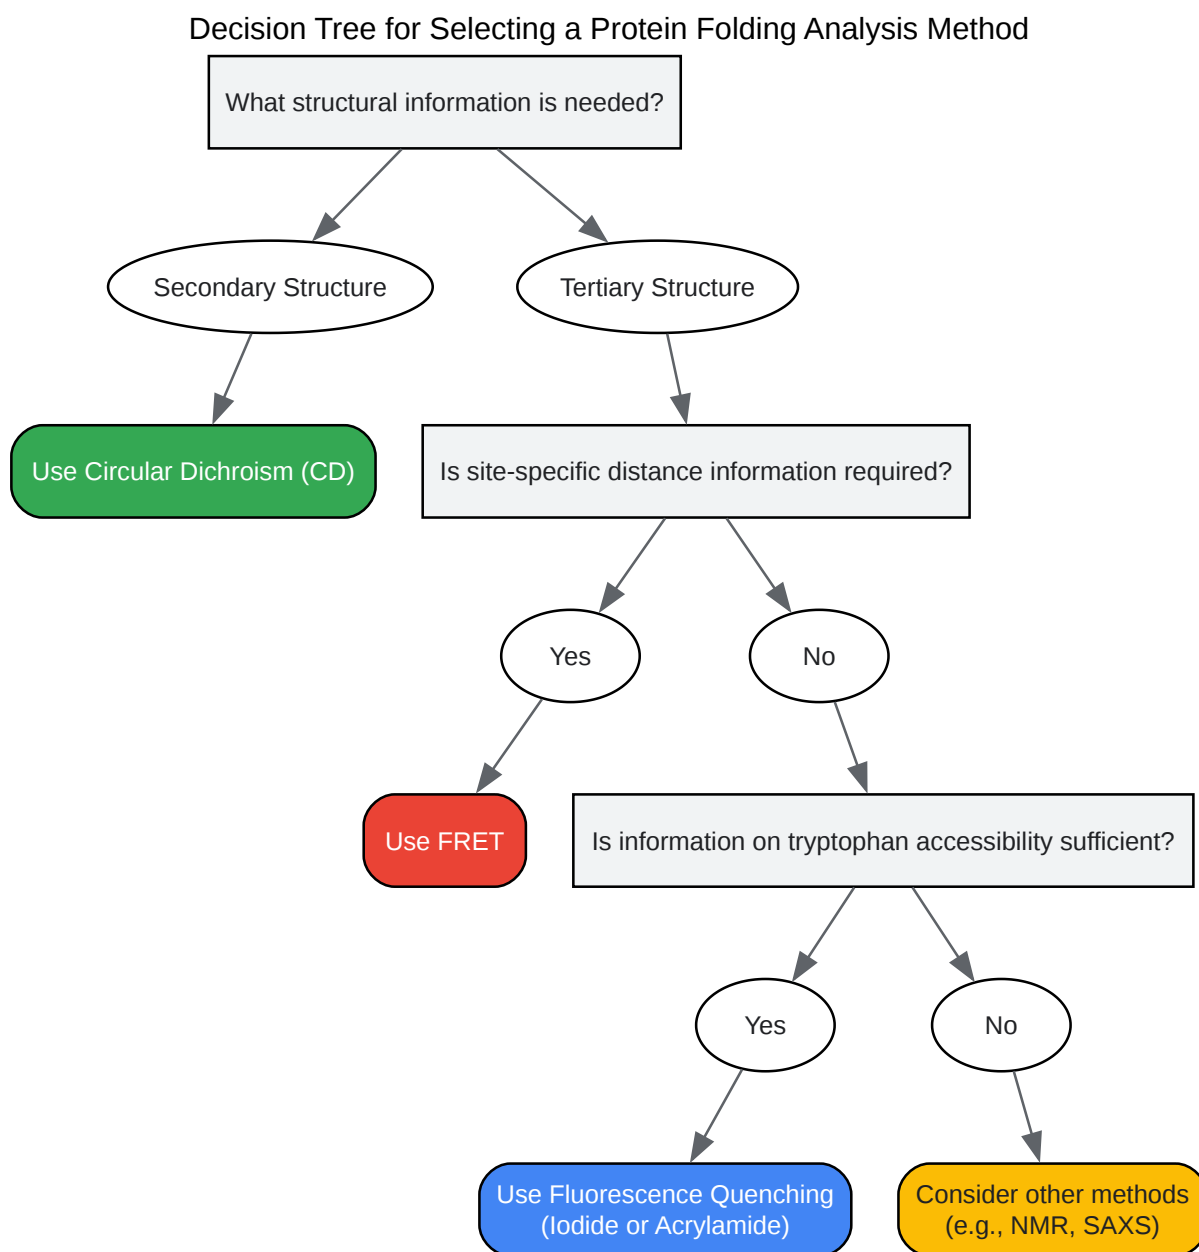 Decision Tree for Selecting a Protein Folding Analysis Method
What structural information is needed?
Secondary Structure
Tertiary Structure
Use Circular Dichroism (CD)
Is site-specific distance information required?
Yes
No
Use FRET
Is information on tryptophan accessibility sufficient?
Yes
No
Use Fluorescence Quenching
(Iodide or Acrylamide)
Consider other methods
(e.g., NMR, SAXS)